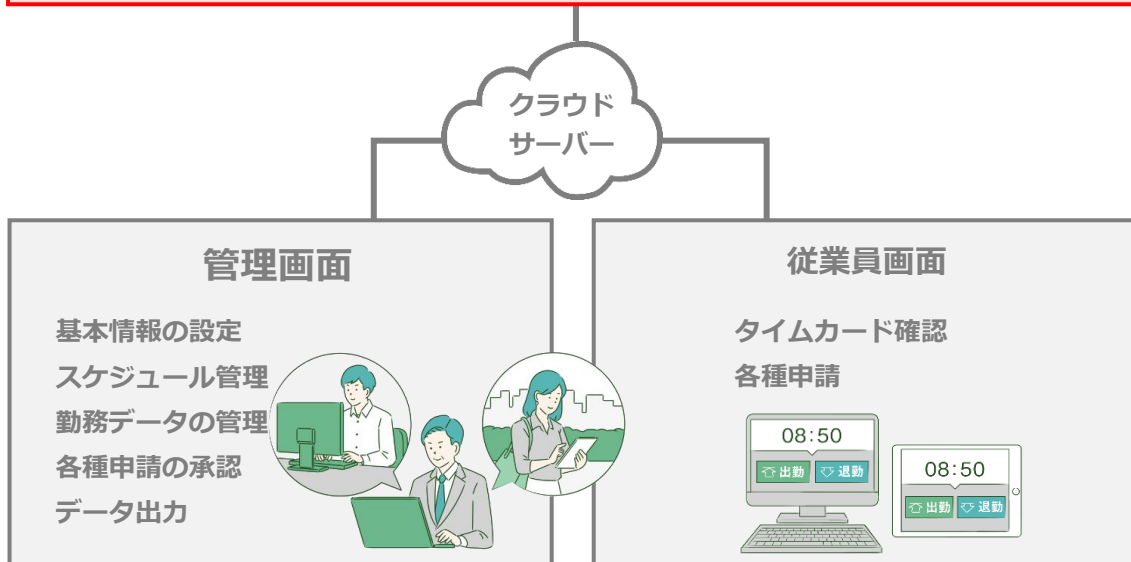 クラウド
サーバー
管理画面
基本情報の設定
スケジュール管理
勤務データの管理
各種申請の承認
データ出力
従業員画面
タイムカード確認
各種申請
08:50
出勤 退勤
08:50
出勤 退勤